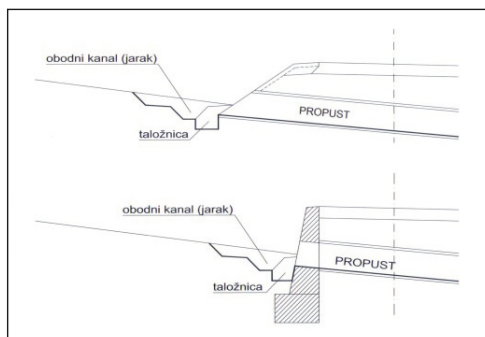 obodni kanal (jarak)
PROPUST
taložnica
obodni kanal (jarak)
PROPUST
taložnica